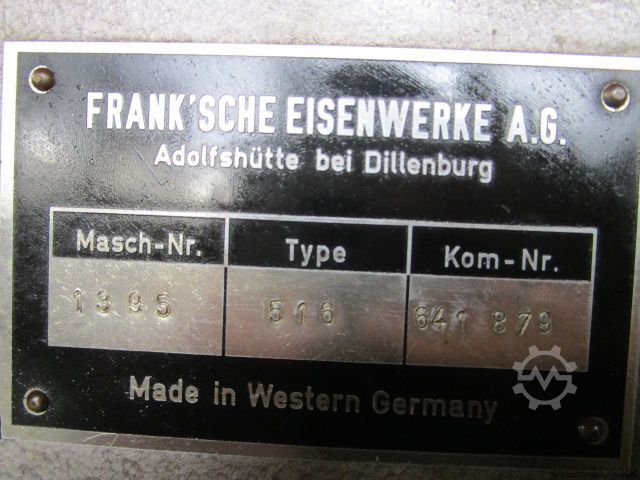 FRANK'SCHE EISENWERKE A.G.
Adolfshütte bei Dillenburg
Masch-Nr. Type Kom-Nr.
1395 516 641 879
Made in Western Germany